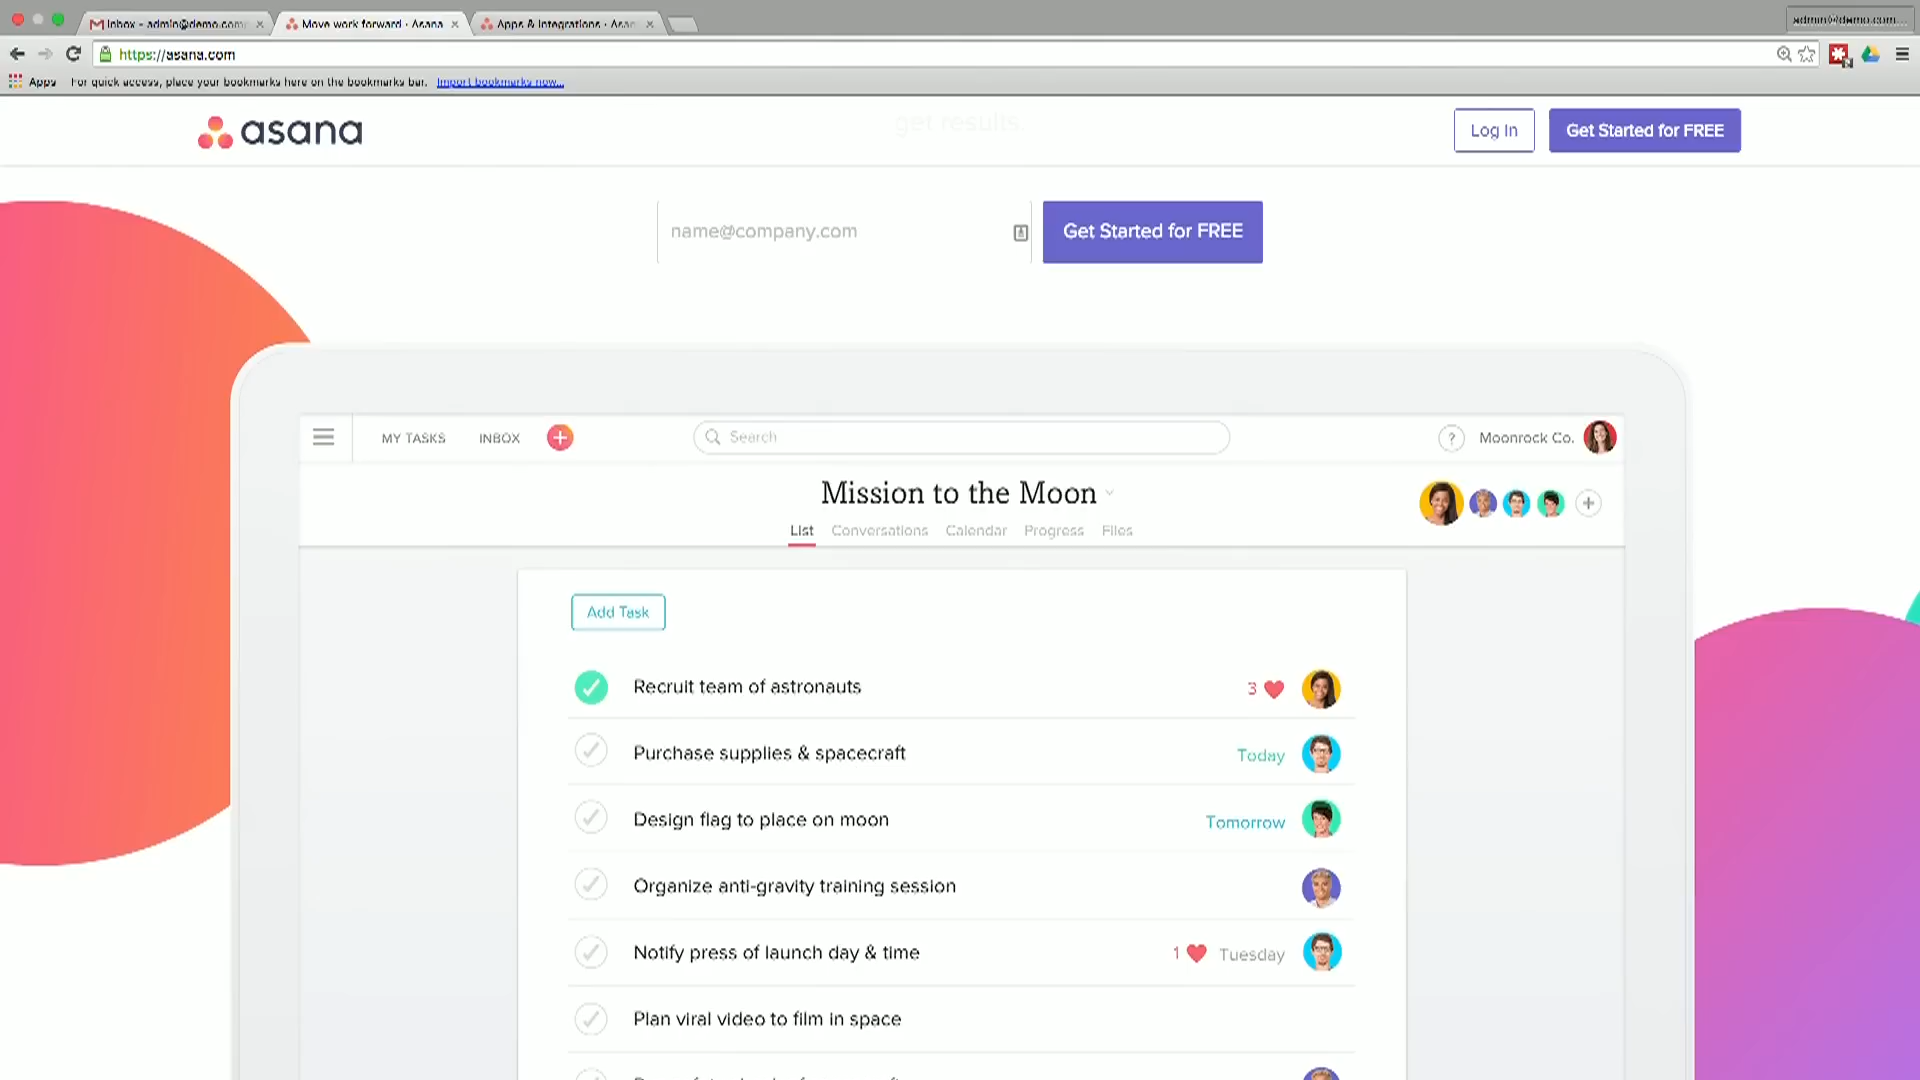 Inbox - admin@demo.com
Move work forward · Asana
Apps & Integrations · Asan
admin@demo.com...
https://asana.com
Apps
For quick access, place your bookmarks here on the bookmarks bar. Import bookmarks now...
get results.
asana
Log In
Get Started for FREE
name@company.com
Get Started for FREE
MY TASKS
INBOX
Search
?
Moonrock Co.
Mission to the Moon
List
Conversations
Calendar
Progress
Files
Add Task
Recruit team of astronauts
3
Purchase supplies & spacecraft
Today
Design flag to place on moon
Tomorrow
Organize anti-gravity training session
Notify press of launch day & time
1
Tuesday
Plan viral video to film in space